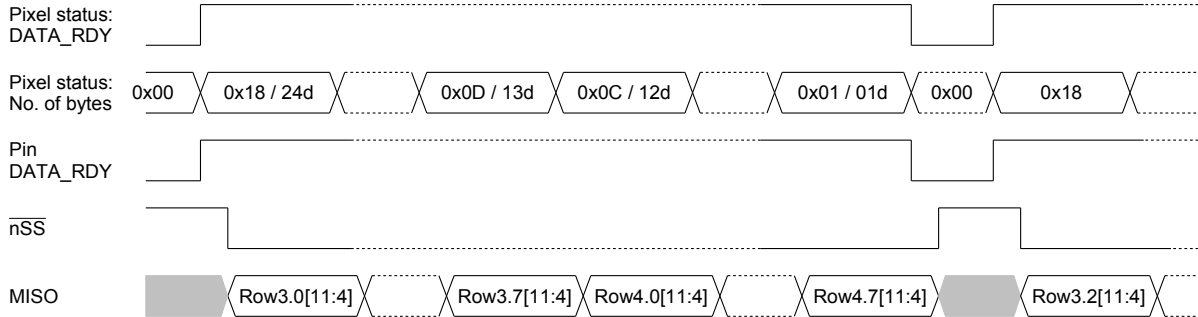 Pixel status:
DATA_RDY
Pixel status:
No. of bytes
0x00 0x18 / 24d 0x0D / 13d 0x0C / 12d 0x01 / 01d 0x00 0x18
Pin
DATA_RDY
nSS
MISO Row3.0[11:4] Row3.7[11:4] Row4.0[11:4] Row4.7[11:4] Row3.2[11:4]